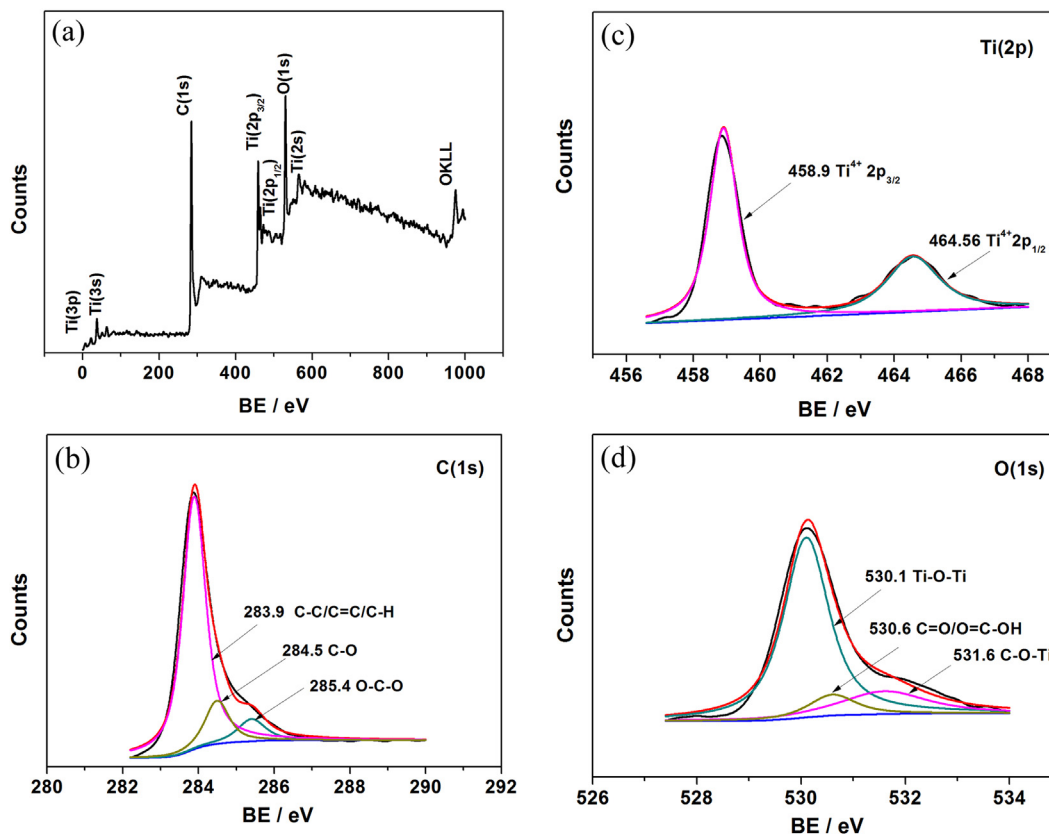 (a)
Counts
Ti(3p)
Ti(3s)
C(1s)
Ti(2p3/2)
Ti(2p1/2)
O(1s)
Ti(2s)
OKLL
0 200 400 600 800 1000
BE / eV
(c)
Ti(2p)
Counts
458.9 Ti⁴⁺ 2p3/2
464.56 Ti⁴⁺2p1/2
456 458 460 462 464 466 468
BE / eV
(b)
C(1s)
Counts
283.9 C-C/C=C/C-H
284.5 C-O
285.4 O-C-O
280 282 284 286 288 290 292
BE / eV
(d)
O(1s)
Counts
530.1 Ti-O-Ti
530.6 C=O/O=C-OH
531.6 C-O-Ti
526 528 530 532 534
BE / eV